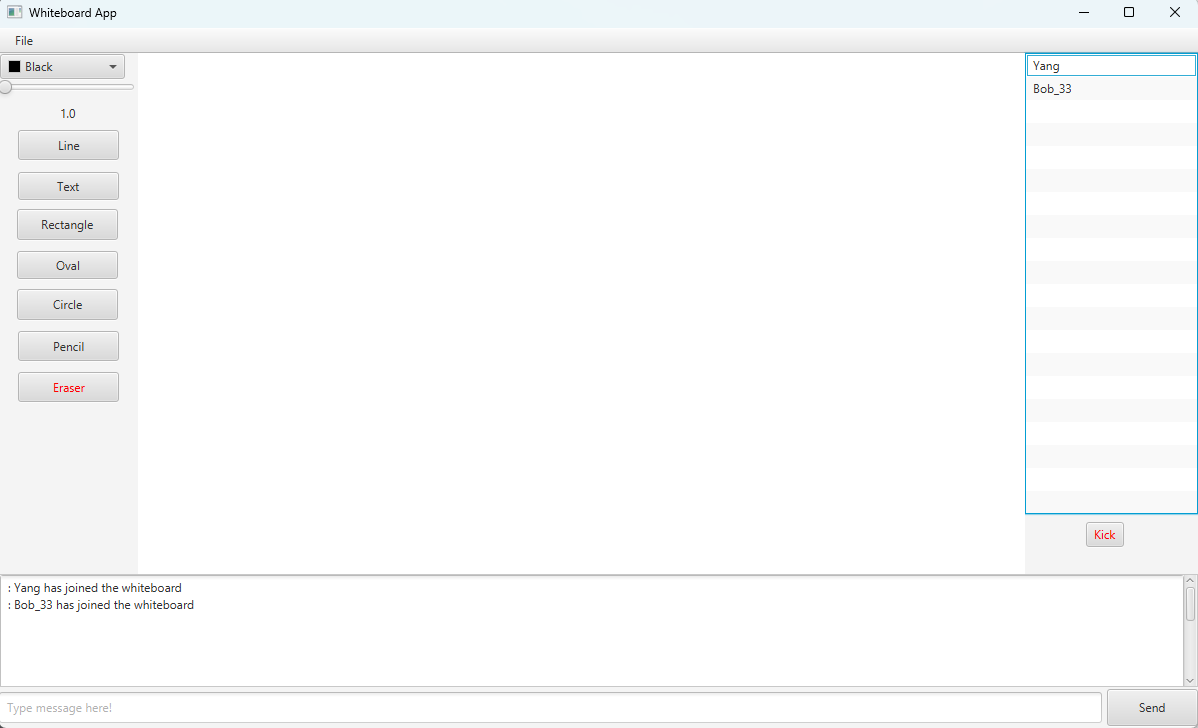 Whiteboard App
File
Black
1.0
Line
Text
Rectangle
Oval
Circle
Pencil
Eraser
Yang
Bob_33
Kick
: Yang has joined the whiteboard
: Bob_33 has joined the whiteboard
Type message here!
Send